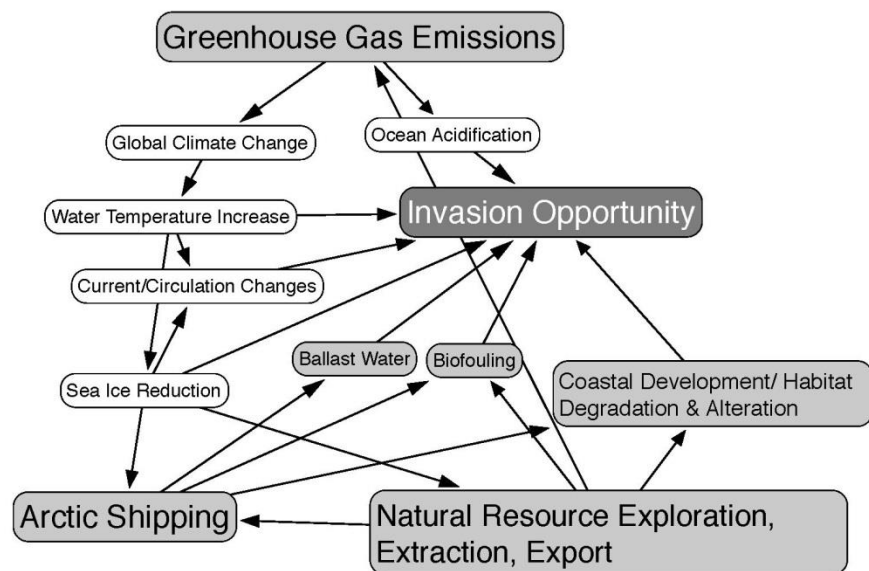 Greenhouse Gas Emissions
Global Climate Change
Ocean Acidification
Water Temperature Increase
Invasion Opportunity
Current/Circulation Changes
Ballast Water
Biofouling
Sea Ice Reduction
Coastal Development/ Habitat
Degradation & Alteration
Arctic Shipping
Natural Resource Exploration,
Extraction, Export